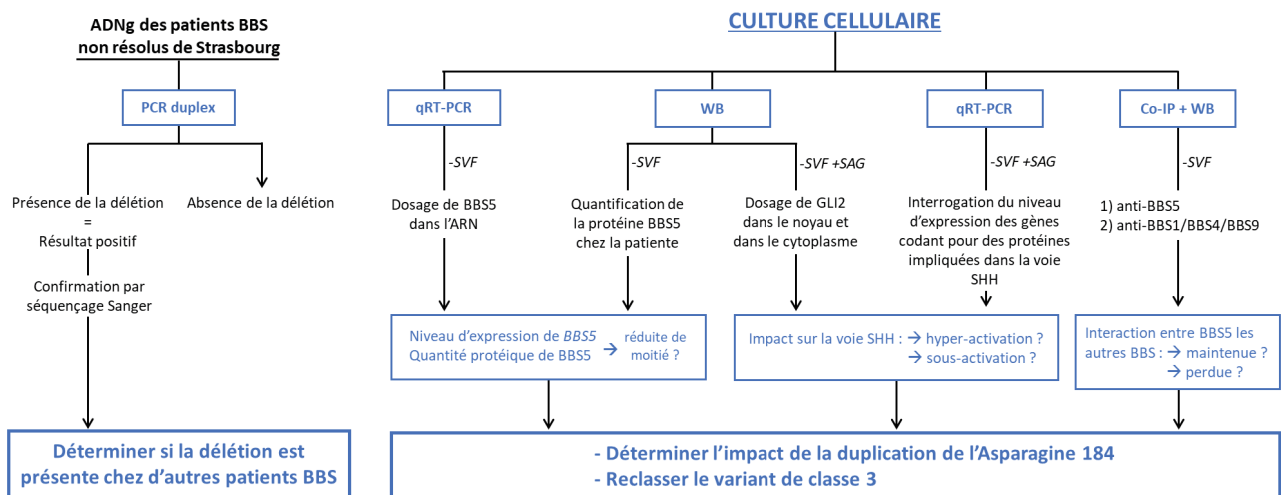 ADNg des patients BBS
non résolus de Strasbourg
PCR duplex
Présence de la délétion
=
Résultat positif
Absence de la délétion
Confirmation par
séquençage Sanger
Déterminer si la délétion est
présente chez d'autres patients BBS
CULTURE CELLULAIRE
qRT-PCR
WB
qRT-PCR
Co-IP + WB
-SVF
-SVF
-SVF +SAG
-SVF +SAG
-SVF
Dosage de BBS5
dans l'ARN
Quantification de
la protéine BBS5
chez la patiente
Dosage de GLI2
dans le noyau et
dans le cytoplasme
Interrogation du niveau
d'expression des gènes
codant pour des protéines
impliquées dans la voie
SHH
1) anti-BBS5
2) anti-BBS1/BBS4/BBS9
Niveau d'expression de BBS5
Quantité protéique de BBS5
→ réduite de
moitié ?
Impact sur la voie SHH : → hyper-activation ?
→ sous-activation ?
Interaction entre BBS5 les
autres BBS : → maintenue ?
→ perdue ?
- Déterminer l'impact de la duplication de l'Asparagine 184
- Reclasser le variant de classe 3